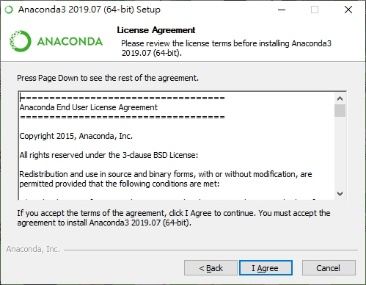 Anaconda3 2019.07 (64-bit) Setup
ANACONDA
License Agreement
Please review the license terms before installing Anaconda3
2019.07 (64-bit).
Press Page Down to see the rest of the agreement.
===================================
Anaconda End User License Agreement
===================================
Copyright 2015, Anaconda, Inc.
All rights reserved under the 3-clause BSD License:
Redistribution and use in source and binary forms, with or without modification, are
permitted provided that the following conditions are met:
If you accept the terms of the agreement, click I Agree to continue. You must accept the
agreement to install Anaconda3 2019.07 (64-bit).
Anaconda, Inc.
< Back
I Agree
Cancel